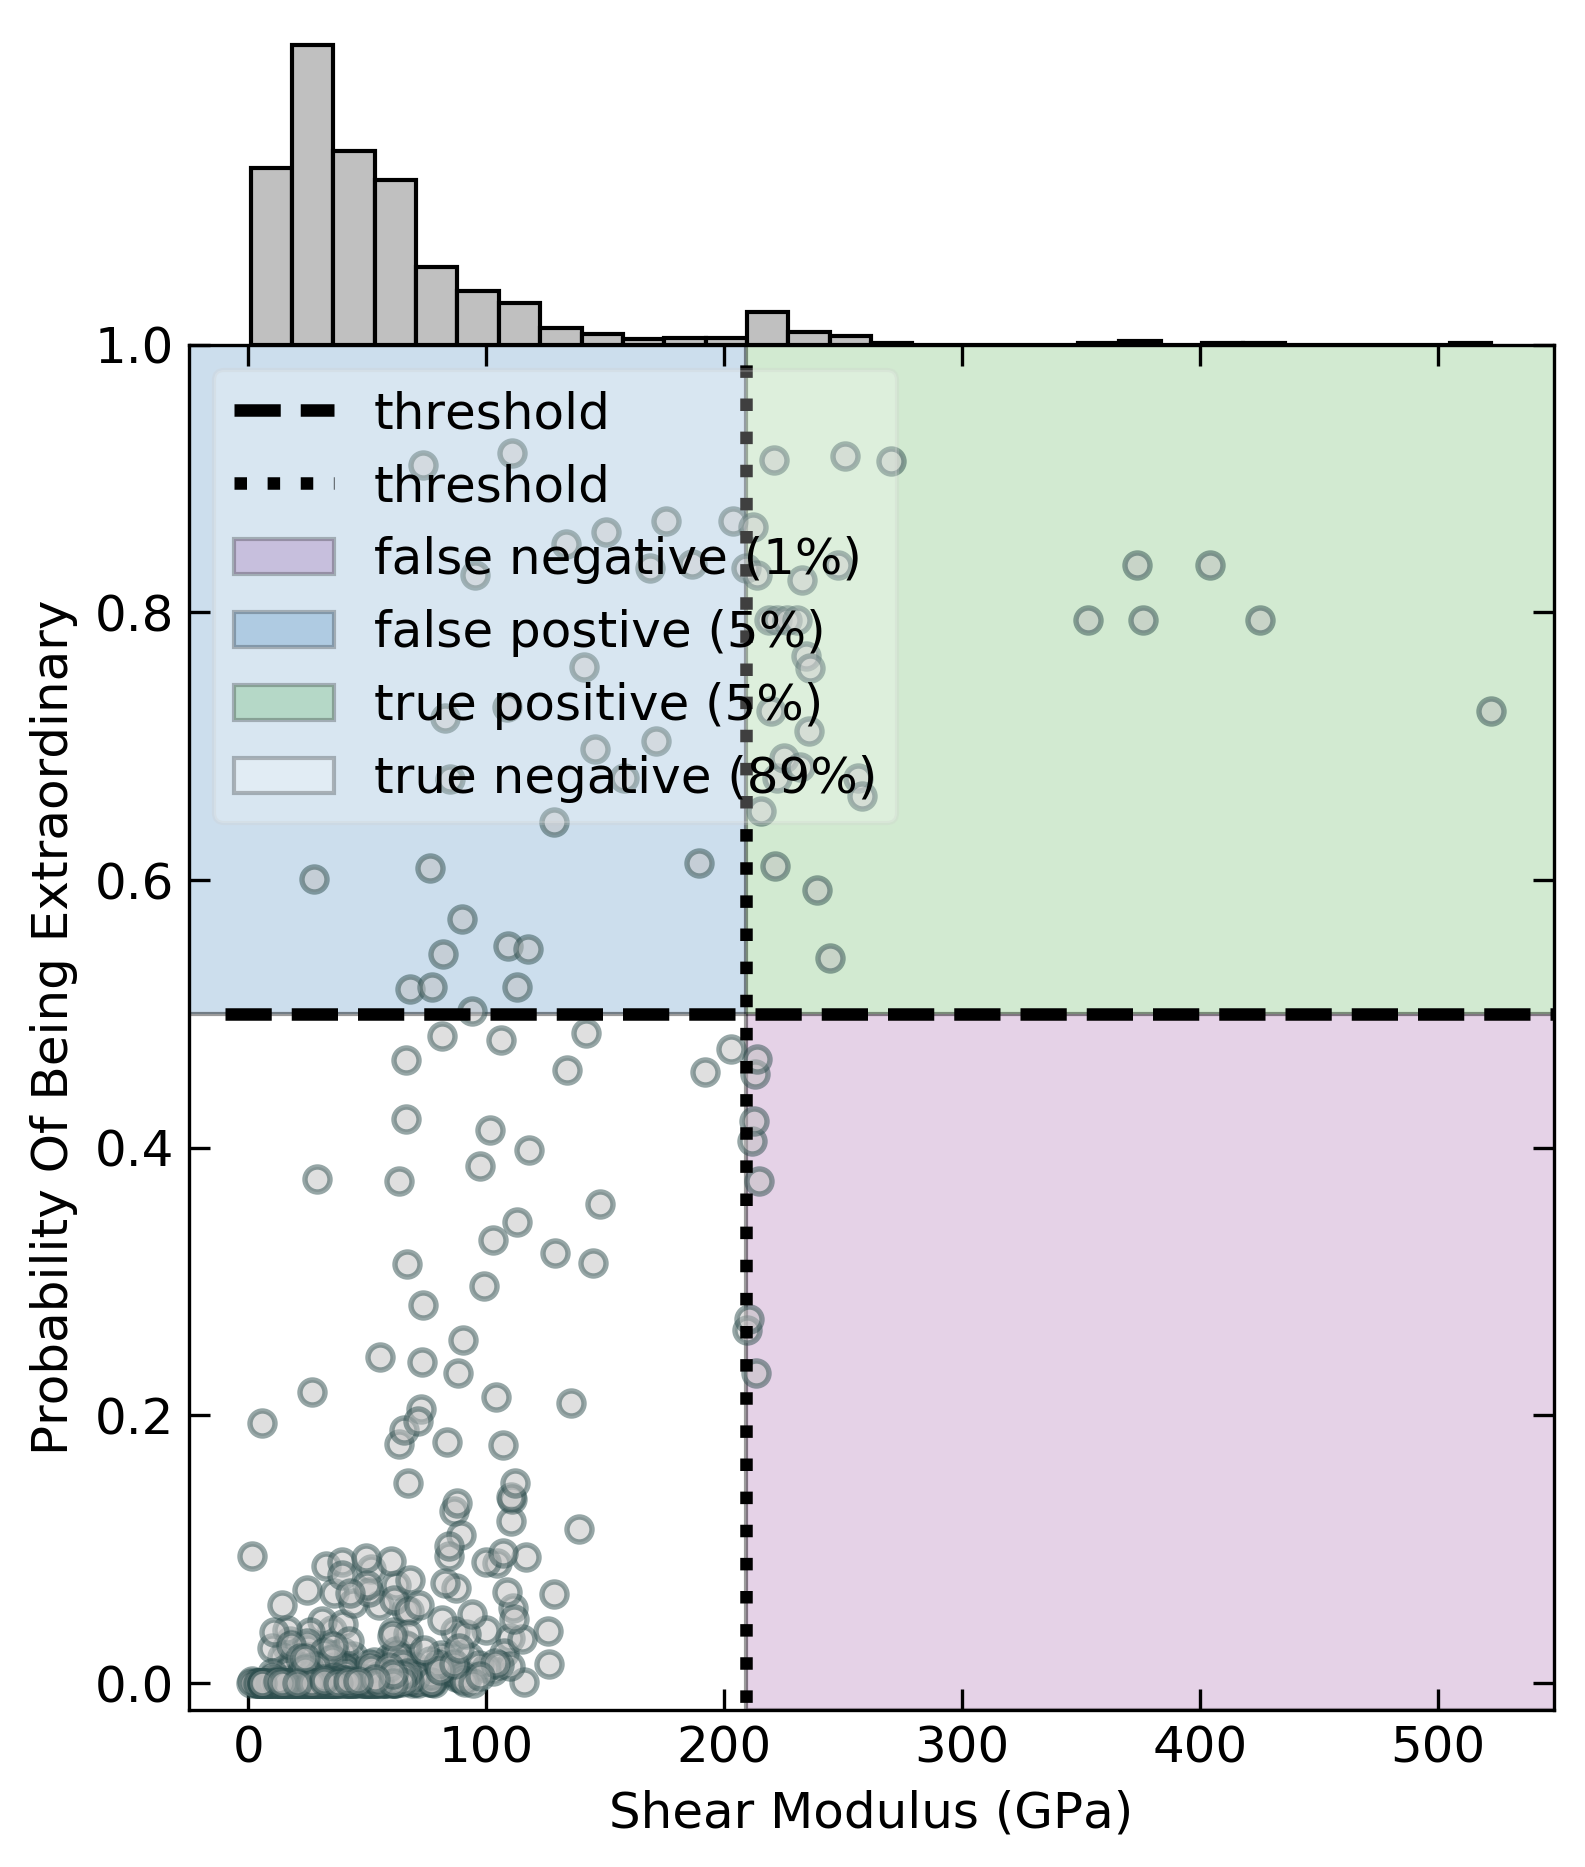 1.0
0.8
0.6
0.4
0.2
0.0
Probability Of Being Extraordinary
threshold
threshold
false negative (1%)
false postive (5%)
true positive (5%)
true negative (89%)
0 100 200 300 400 500
Shear Modulus (GPa)